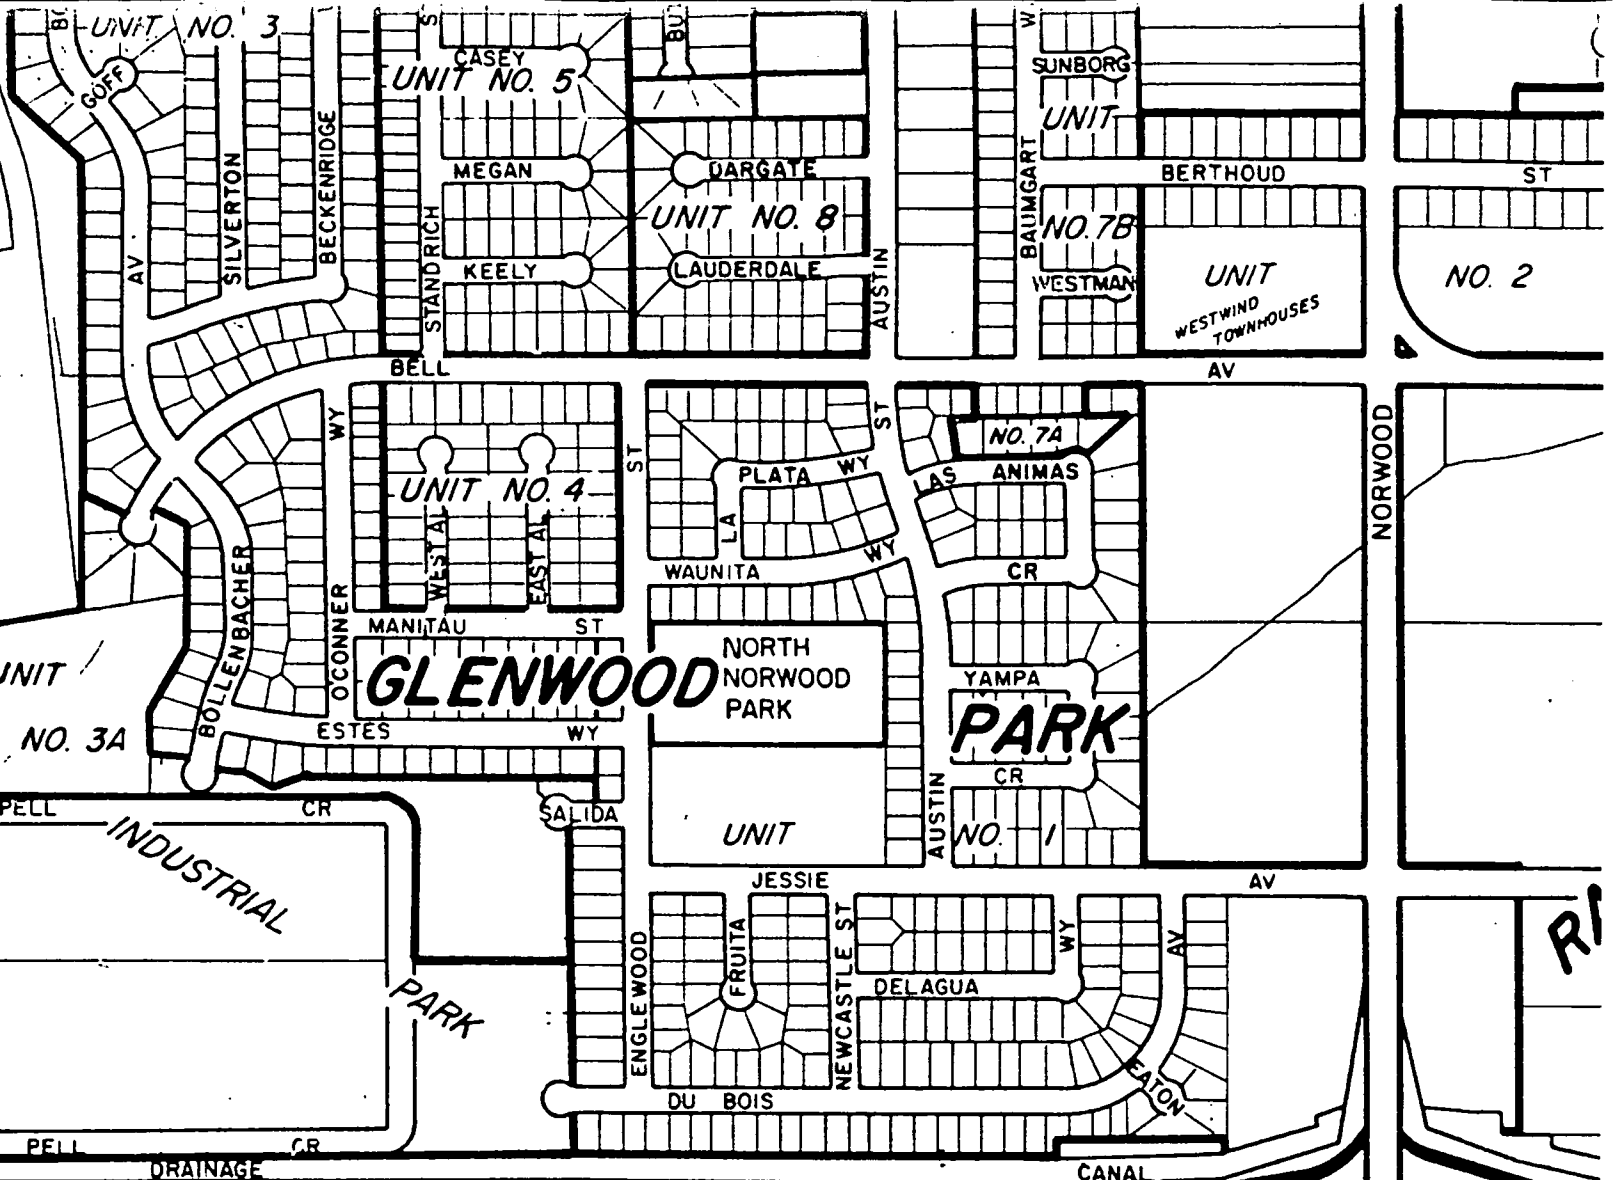 UNIT NO. 3
GOFF
AV
SILVERTON
BECKENRIDGE
CASEY
UNIT NO. 5
MEGAN
STANDRICH
KEELY
DARGATE
UNIT NO. 8
LAUDERDALE
AUSTIN
W
SUNBORG
UNIT
BAUMGART
NO. 7B
WESTMAN
BERTHOUD ST
UNIT NO. 2
WESTWIND
TOWNHOUSES
BELL AV
WY
ST
ST
NO. 7A
UNIT NO. 4
WEST AL
EAST AL
LA PLATA WY
LAS ANIMAS
NORWOOD
WAUNITA WY
CR
BOLLENBACHER
O'CONNER
MANITAU ST
GLENWOOD PARK
NORTH
NORWOOD
PARK
YAMPA
CR
UNIT
NO. 3A
ESTES WY
PELL CR
SALIDA
UNIT NO. 1
AUSTIN
INDUSTRIAL PARK
JESSIE AV
ENGLEWOOD
FRUITA
NEWCASTLE ST
DELAGUA
WY
AV
EATON
DU BOIS
PELL CR
DRAINAGE CANAL